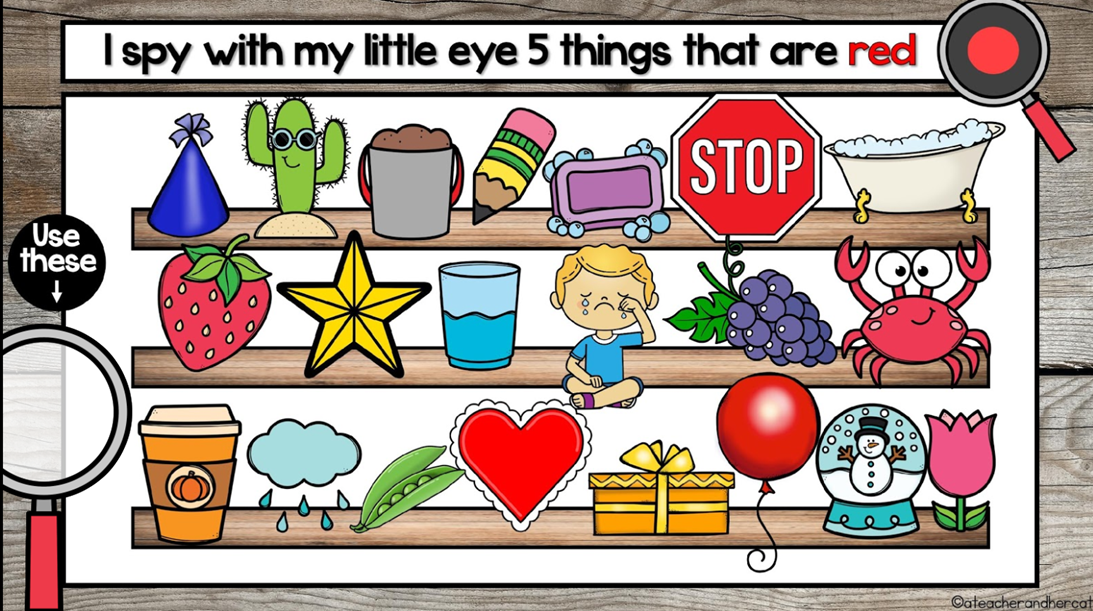 I spy with my little eye 5 things that are red
STOP
Use
these
©ateacherandhercat